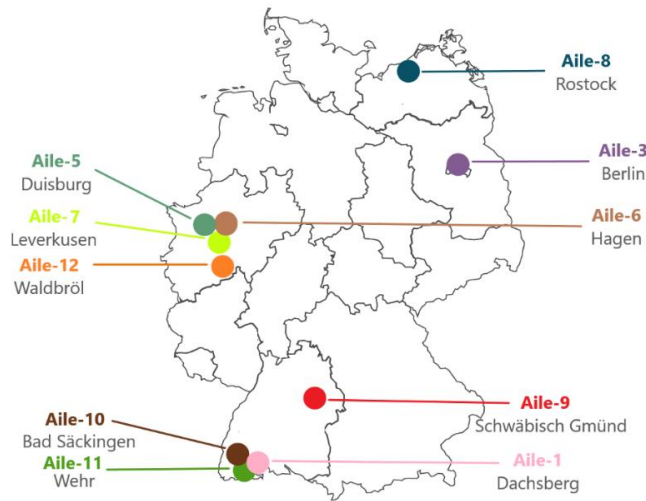 Aile-8
Rostock
Aile-3
Berlin
Aile-5
Duisburg
Aile-7
Leverkusen
Aile-12
Waldbröl
Aile-6
Hagen
Aile-9
Schwäbisch Gmünd
Aile-10
Bad Säckingen
Aile-11
Wehr
Aile-1
Dachsberg